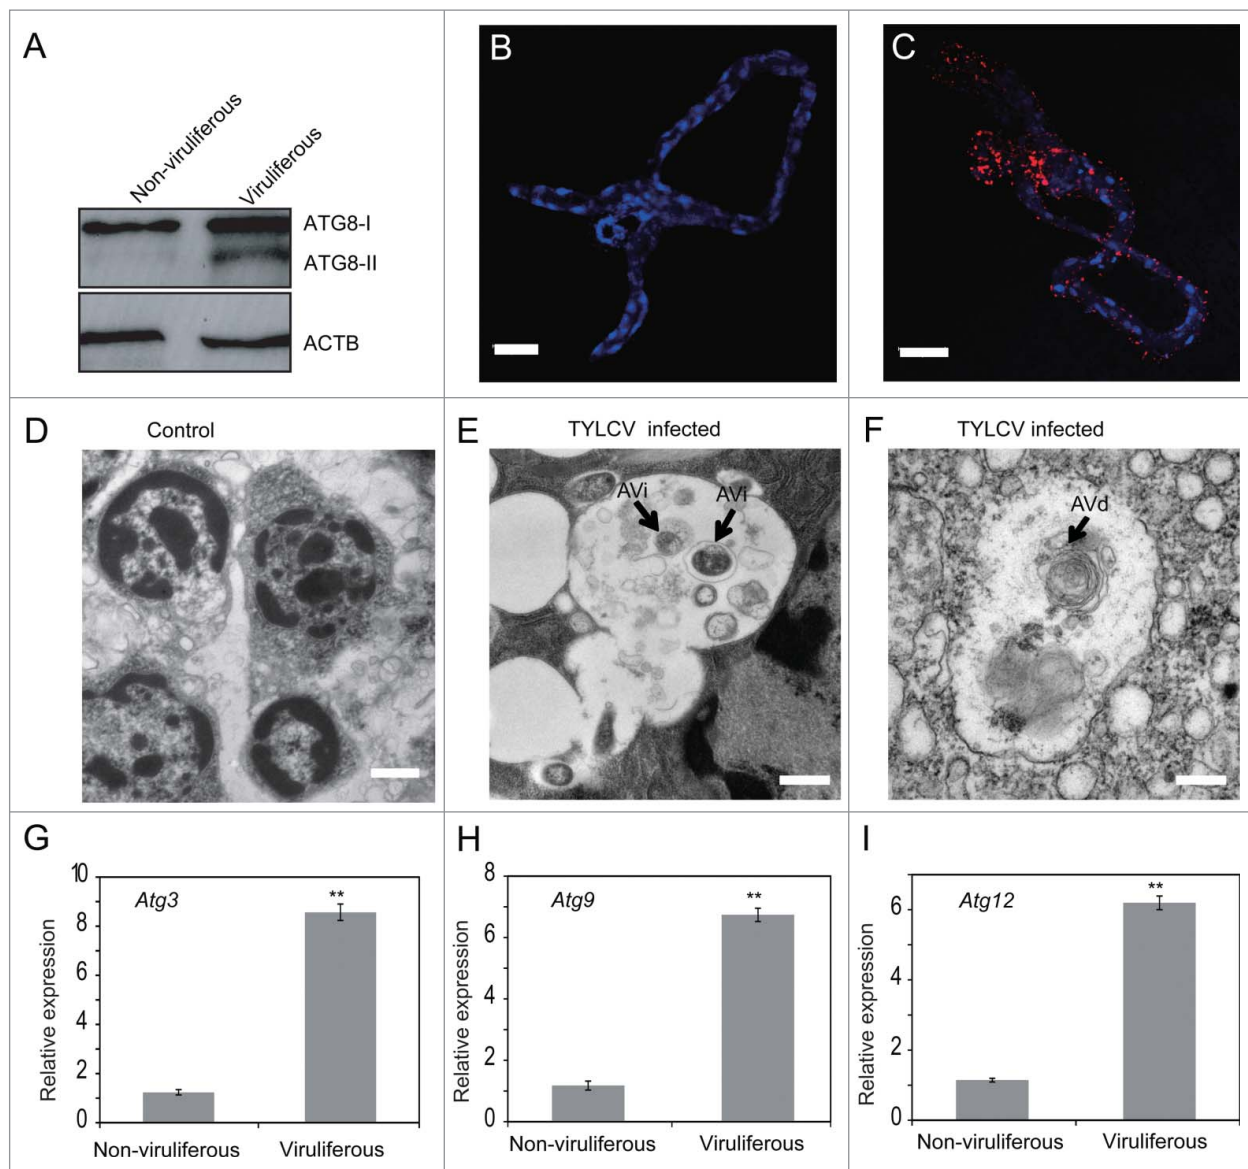 A
Non-viruliferous
Viruliferous
ATG8-I
ATG8-II
ACTB
B
C
D
Control
E
TYLCV infected
AVi
AVi
F
TYLCV infected
AVd
G
Relative expression
10
8
6
4
2
0
Atg3
**
Non-viruliferous
Viruliferous
H
Relative expression
8
6
4
2
0
Atg9
**
Non-viruliferous
Viruliferous
I
Relative expression
6
4
2
0
Atg12
**
Non-viruliferous
Viruliferous